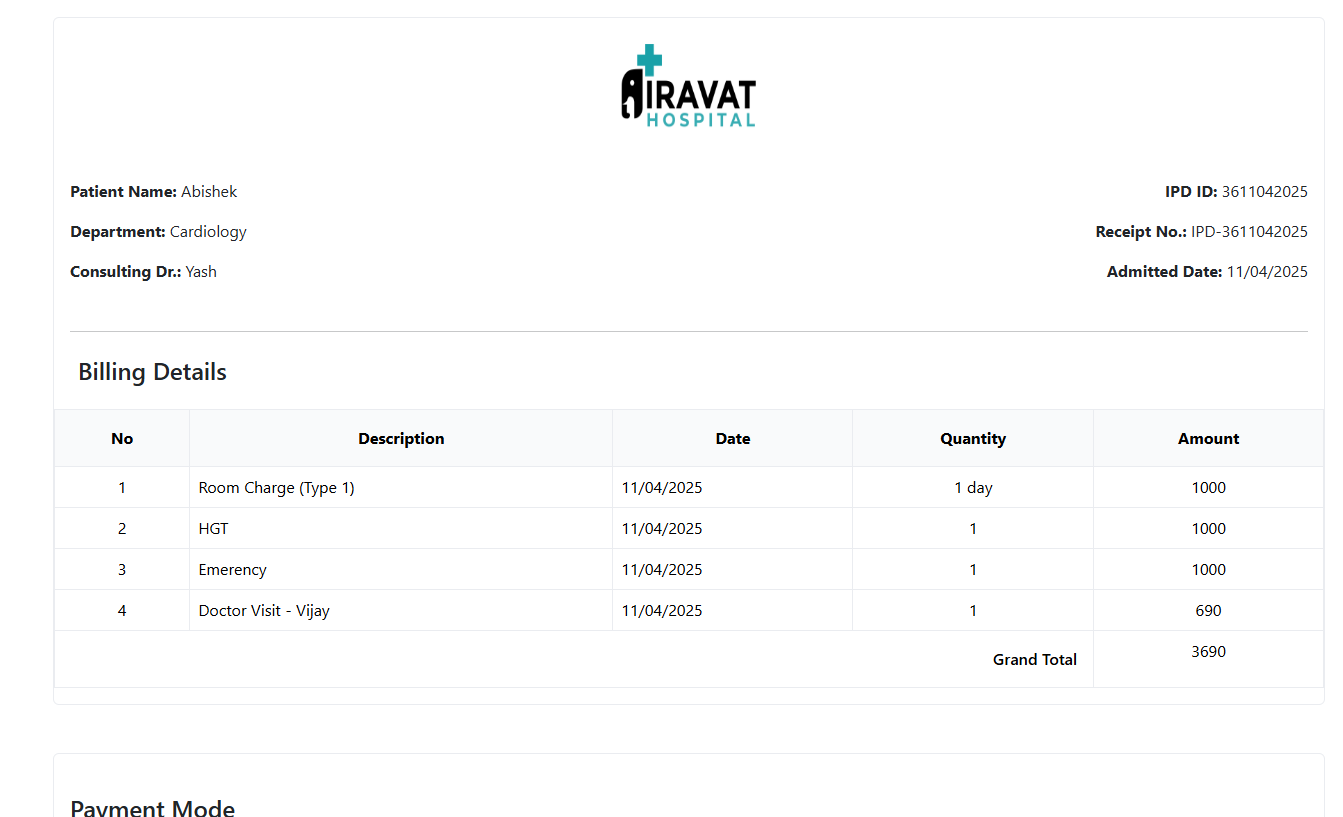 AIRAVAT
HOSPITAL
Patient Name: Abishek
IPD ID: 3611042025
Department: Cardiology
Receipt No.: IPD-3611042025
Consulting Dr.: Yash
Admitted Date: 11/04/2025
Billing Details
No Description Date Quantity Amount
1 Room Charge (Type 1) 11/04/2025 1 day 1000
2 HGT 11/04/2025 1 1000
3 Emerency 11/04/2025 1 1000
4 Doctor Visit - Vijay 11/04/2025 1 690
Grand Total 3690
Payment Mode